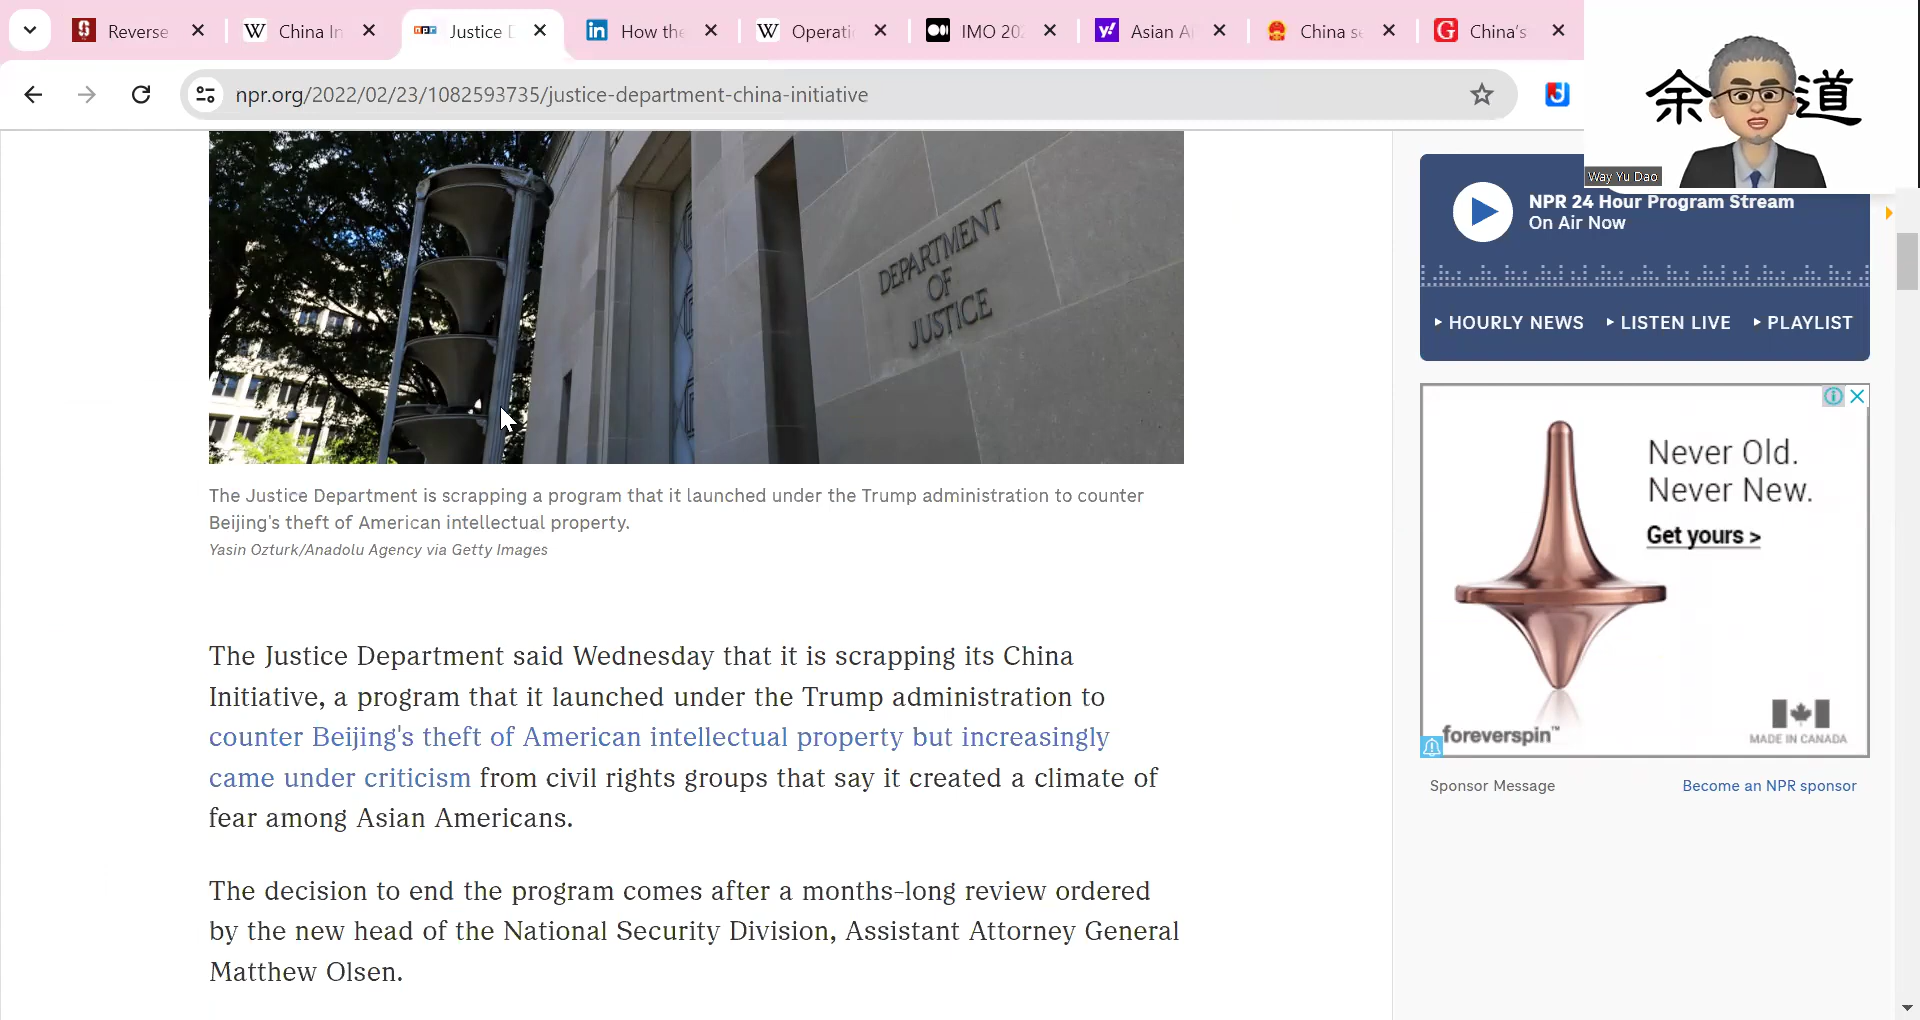 Reverse
China In
Justice D
How the
Operati
IMO 202
Asian A
China se
China's
npr.org/2022/02/23/1082593735/justice-department-china-initiative
余道
Way Yu Dao
DEPARTMENT
OF
JUSTICE
The Justice Department is scrapping a program that it launched under the Trump administration to counter
Beijing's theft of American intellectual property.
Yasin Ozturk/Anadolu Agency via Getty Images
The Justice Department said Wednesday that it is scrapping its China
Initiative, a program that it launched under the Trump administration to
counter Beijing's theft of American intellectual property but increasingly
came under criticism from civil rights groups that say it created a climate of
fear among Asian Americans.
The decision to end the program comes after a months-long review ordered
by the new head of the National Security Division, Assistant Attorney General
Matthew Olsen.
NPR 24 Hour Program Stream
On Air Now
HOURLY NEWS LISTEN LIVE PLAYLIST
Never Old.
Never New.
Get yours >
foreverspin™
MADE IN CANADA
Sponsor Message
Become an NPR sponsor